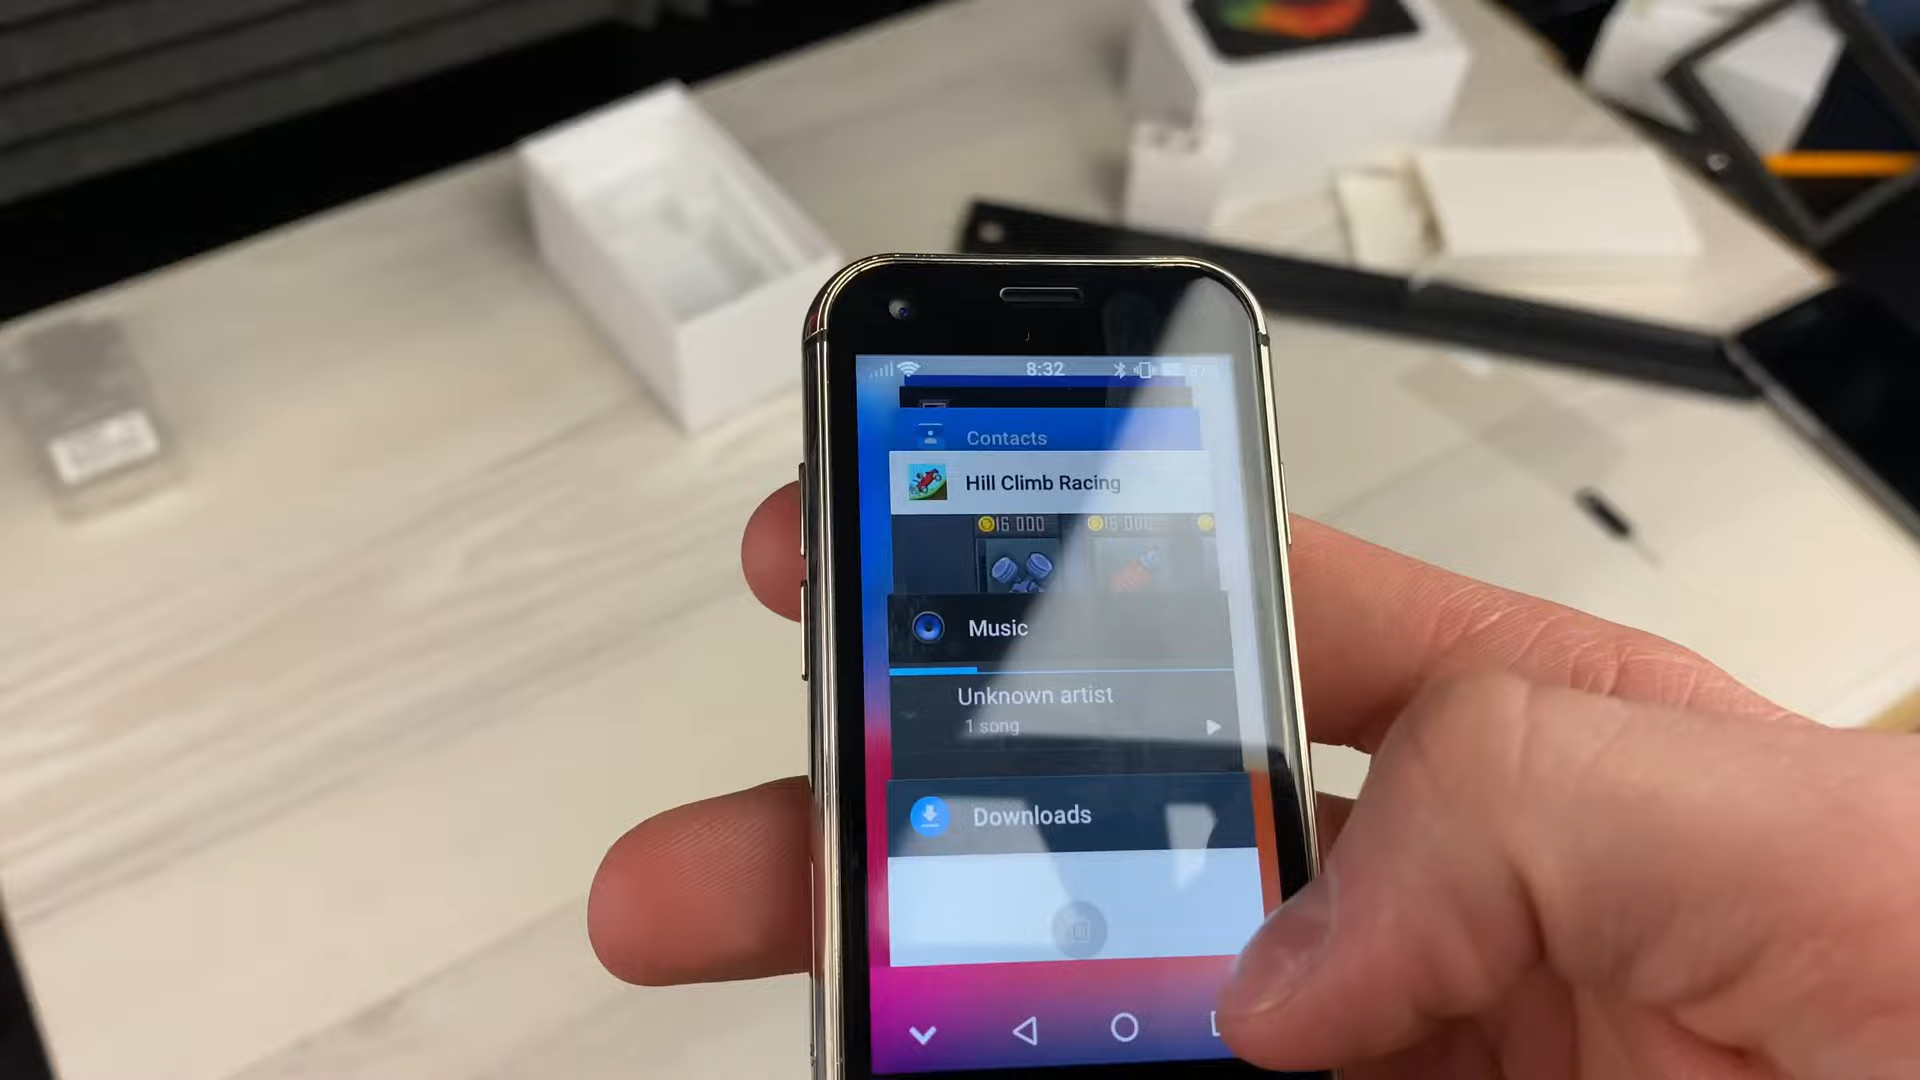 8:32
Contacts
Hill Climb Racing
16 000 16 000
Music
Unknown artist
1 song
Downloads